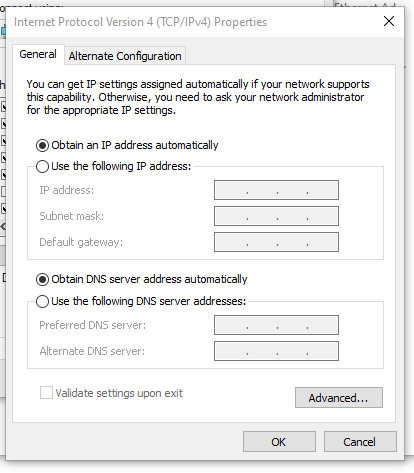 Internet Protocol Version 4 (TCP/IPv4) Properties
General
Alternate Configuration
You can get IP settings assigned automatically if your network supports
this capability. Otherwise, you need to ask your network administrator
for the appropriate IP settings.
Obtain an IP address automatically
Use the following IP address:
IP address:
Subnet mask:
Default gateway:
Obtain DNS server address automatically
Use the following DNS server addresses:
Preferred DNS server:
Alternate DNS server:
Validate settings upon exit
Advanced...
OK
Cancel